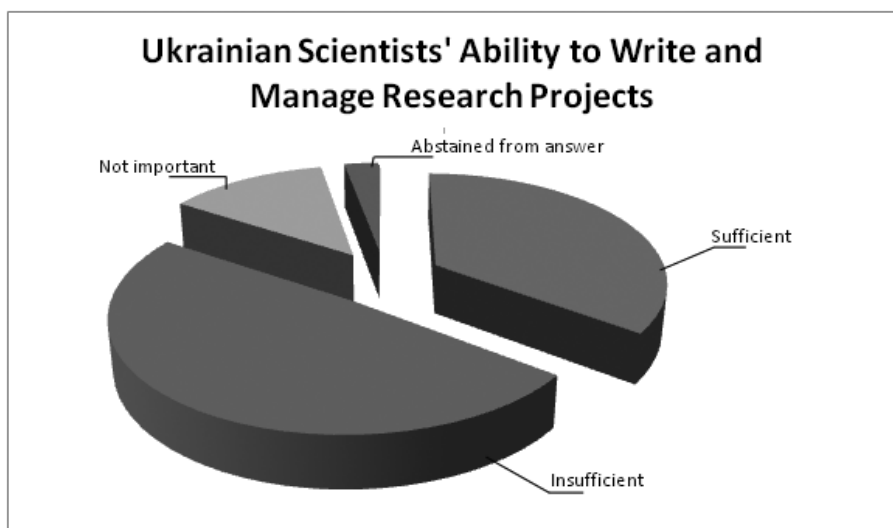 Ukrainian Scientists' Ability to Write and
Manage Research Projects
Abstained from answer
Not important
Sufficient
Insufficient